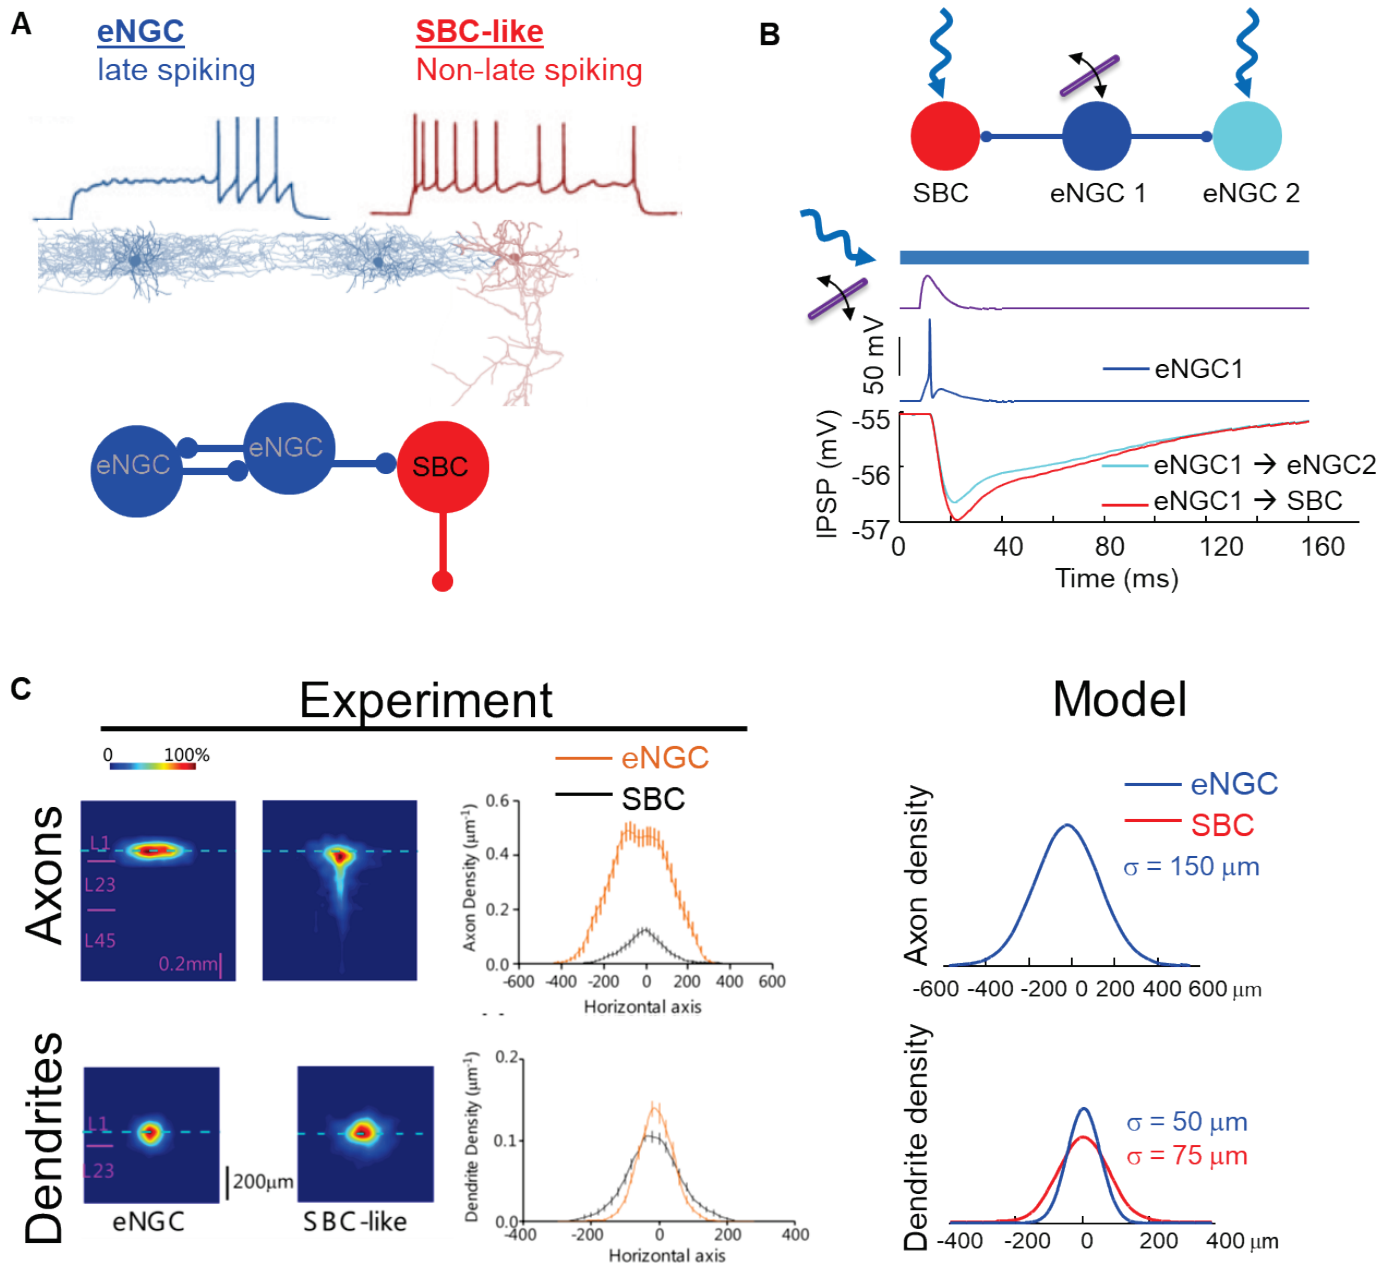 A
eNGC
late spiking
SBC-like
Non-late spiking
eNGC
eNGC
SBC
B
SBC
eNGC 1
eNGC 2
50 mV
eNGC1
IPSP (mV)
-55
-56
-57
eNGC1 → eNGC2
eNGC1 → SBC
0 40 80 120 160
Time (ms)
C
Experiment
Model
0 100%
Axons
L1
L23
L45
0.2mm
eNGC
SBC
Axon Density (μm⁻¹)
0.6
0.4
0.2
0.0
-600 -400 -200 0 200 400 600
Horizontal axis
eNGC
SBC
σ = 150 μm
Axon density
-600 -400 -200 0 200 400 600 μm
Dendrites
L1
L23
200μm
eNGC
SBC-like
Dendrite Density (μm⁻¹)
0.2
0.1
0.0
-400 -200 0 200 400
Horizontal axis
Dendrite density
σ = 50 μm
σ = 75 μm
-400 -200 0 200 400 μm